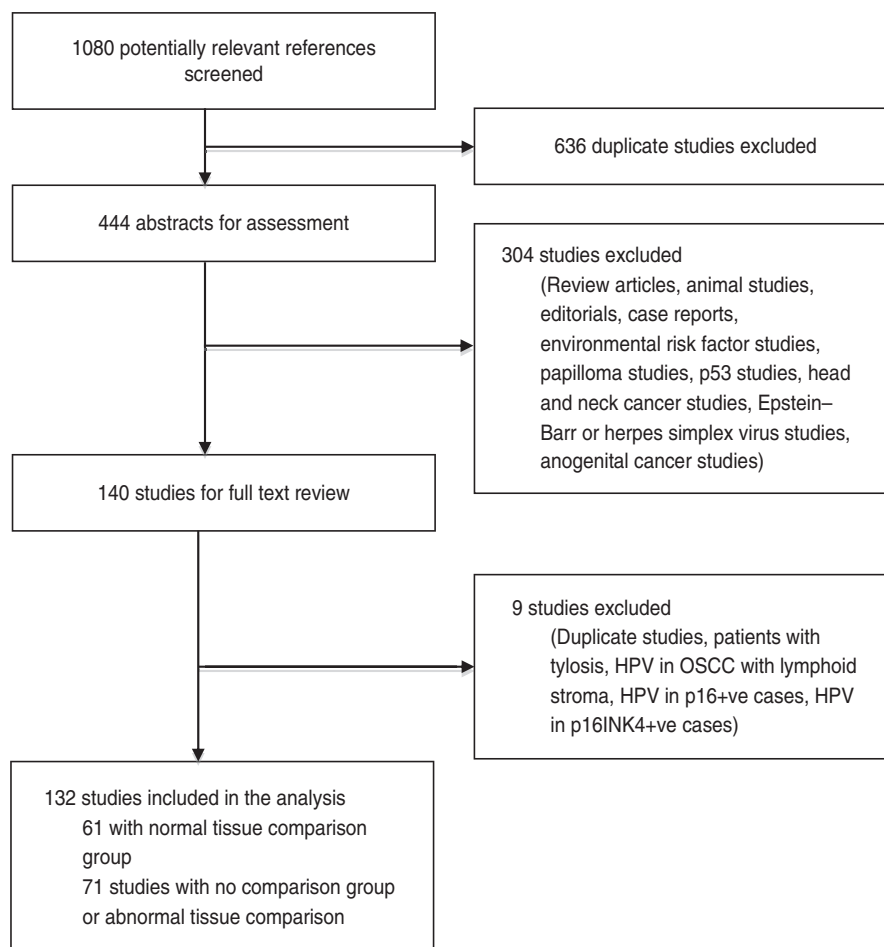 1080 potentially relevant references
screened
636 duplicate studies excluded
444 abstracts for assessment
304 studies excluded
(Review articles, animal studies,
editorials, case reports,
environmental risk factor studies,
papilloma studies, p53 studies, head
and neck cancer studies, Epstein–
Barr or herpes simplex virus studies,
anogenital cancer studies)
140 studies for full text review
9 studies excluded
(Duplicate studies, patients with
tylosis, HPV in OSCC with lymphoid
stroma, HPV in p16+ve cases, HPV
in p16INK4+ve cases)
132 studies included in the analysis
61 with normal tissue comparison
group
71 studies with no comparison group
or abnormal tissue comparison